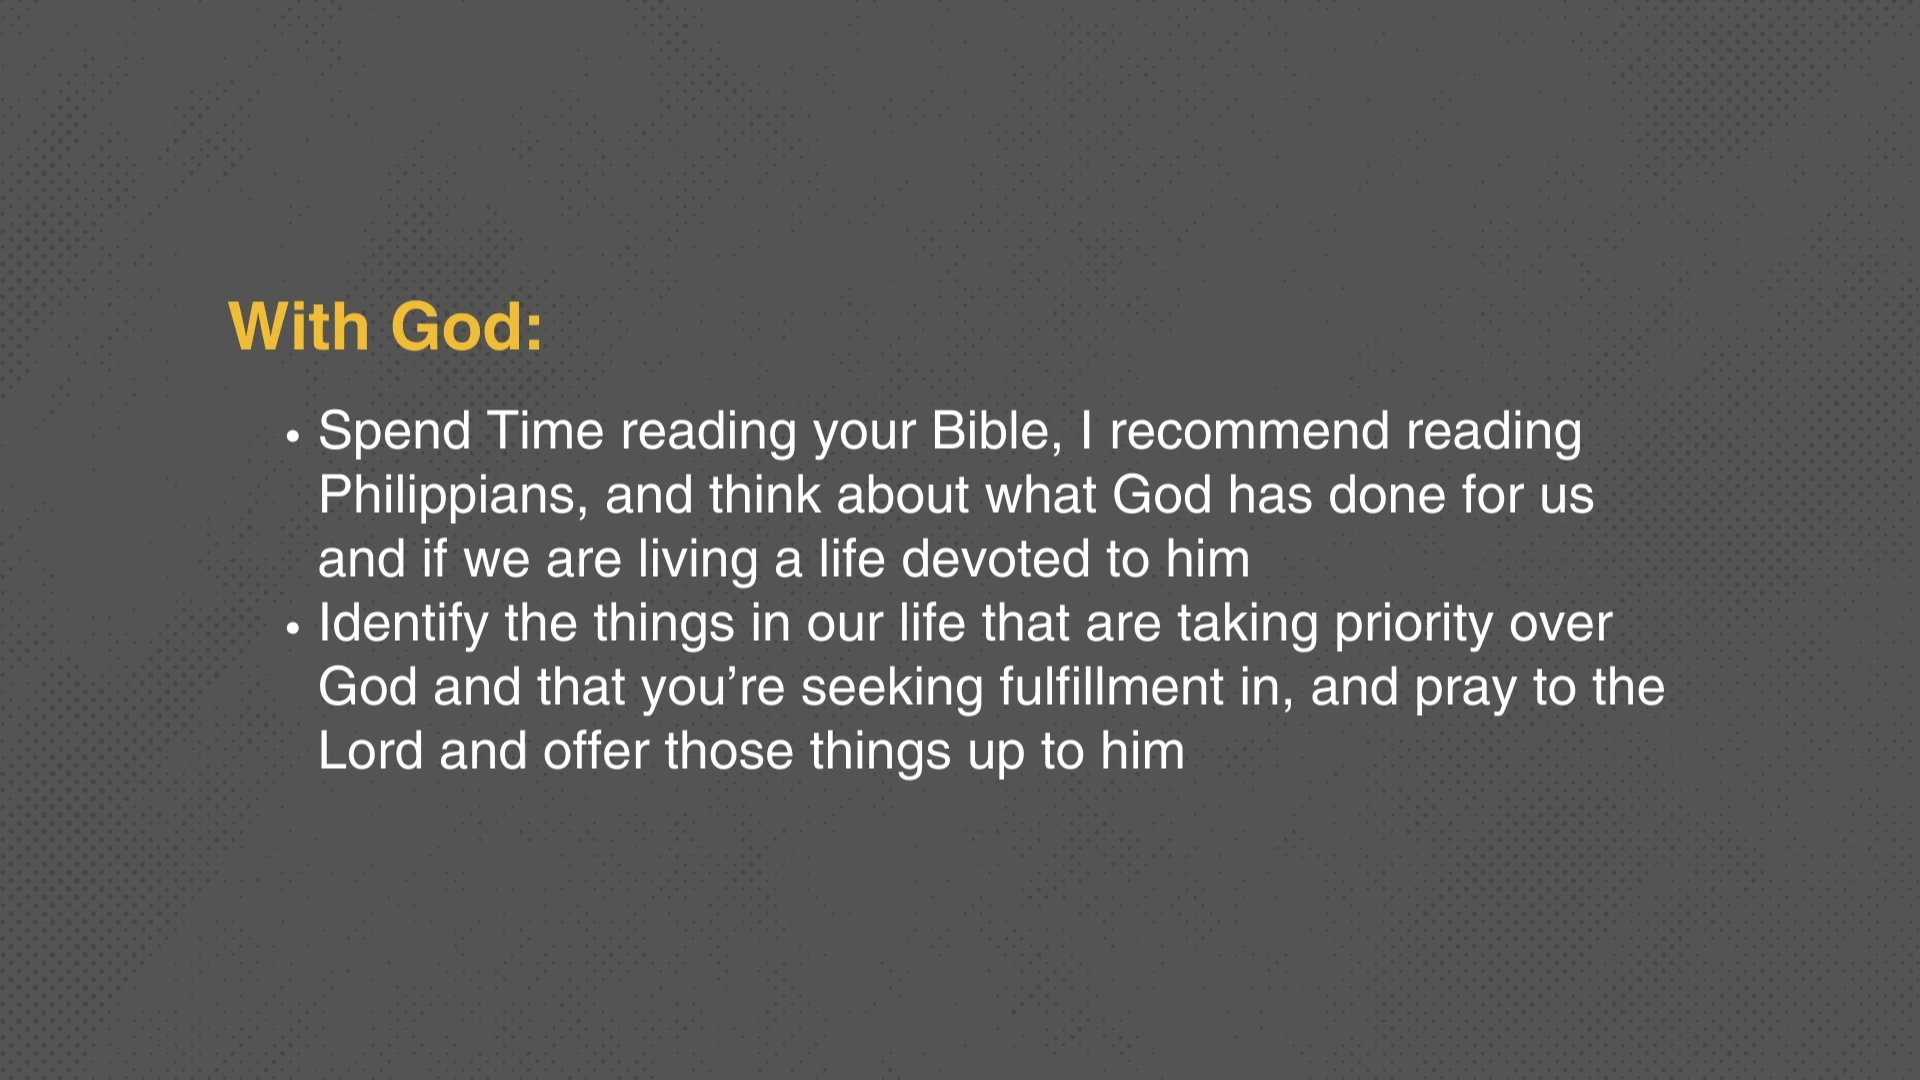 With God:
• Spend Time reading your Bible, I recommend reading
Philippians, and think about what God has done for us
and if we are living a life devoted to him
• Identify the things in our life that are taking priority over
God and that you’re seeking fulfillment in, and pray to the
Lord and offer those things up to him